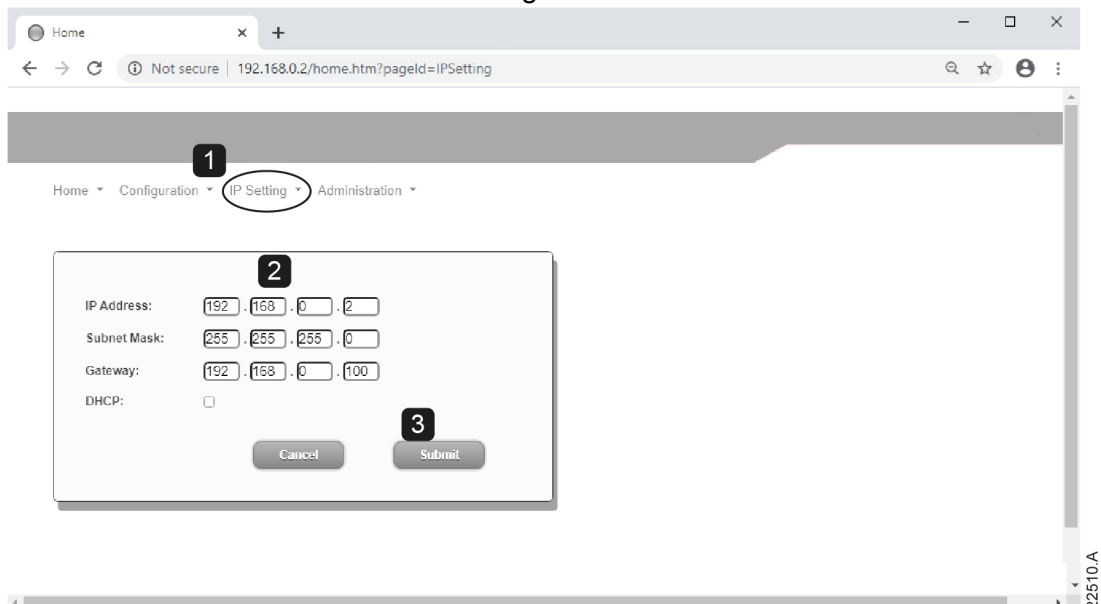 Home × +
Not secure | 192.168.0.2/home.htm?pageId=IPSetting
1
Home Configuration IP Setting Administration
2
IP Address: 192 . 168 . 0 . 2
Subnet Mask: 255 . 255 . 255 . 0
Gateway: 192 . 168 . 0 . 100
DHCP:
3
Cancel Submit